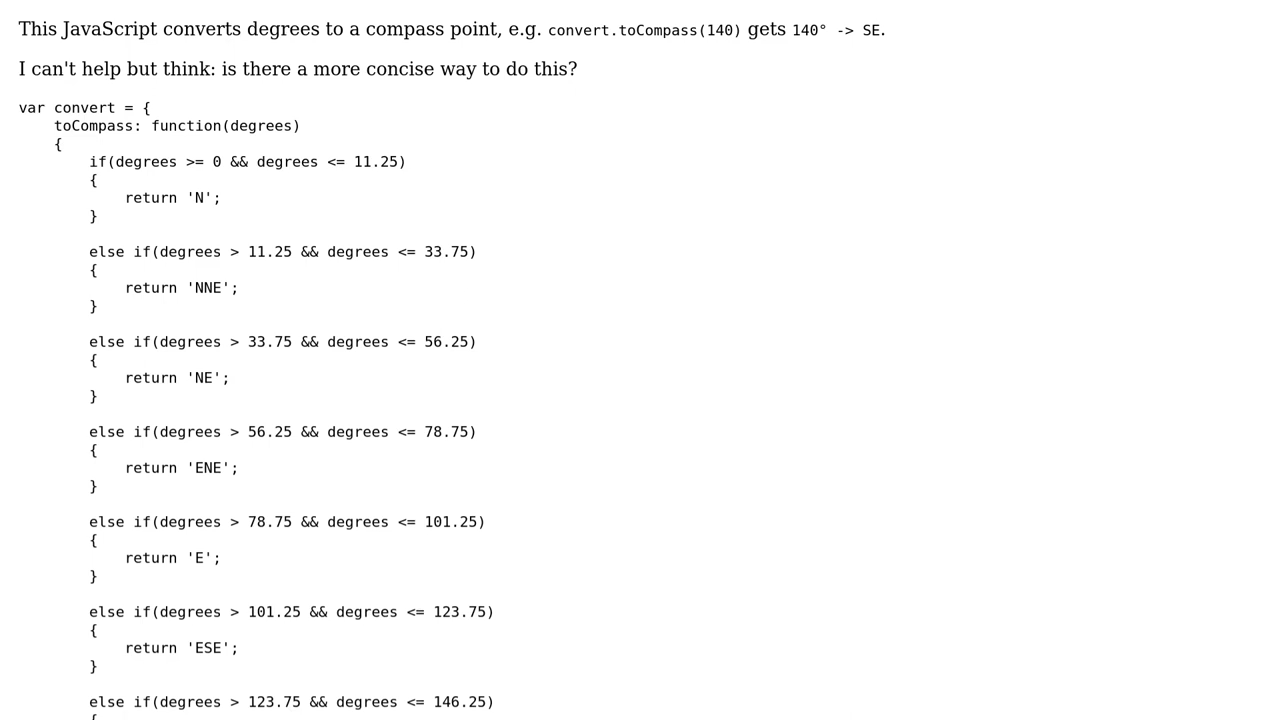 This JavaScript converts degrees to a compass point, e.g. convert.toCompass(140) gets 140° -> SE.
I can't help but think: is there a more concise way to do this?
var convert = {
    toCompass: function(degrees)
    {
        if(degrees >= 0 && degrees <= 11.25)
        {
            return 'N';
        }
        else if(degrees > 11.25 && degrees <= 33.75)
        {
            return 'NNE';
        }
        else if(degrees > 33.75 && degrees <= 56.25)
        {
            return 'NE';
        }
        else if(degrees > 56.25 && degrees <= 78.75)
        {
            return 'ENE';
        }
        else if(degrees > 78.75 && degrees <= 101.25)
        {
            return 'E';
        }
        else if(degrees > 101.25 && degrees <= 123.75)
        {
            return 'ESE';
        }
        else if(degrees > 123.75 && degrees <= 146.25)
        {